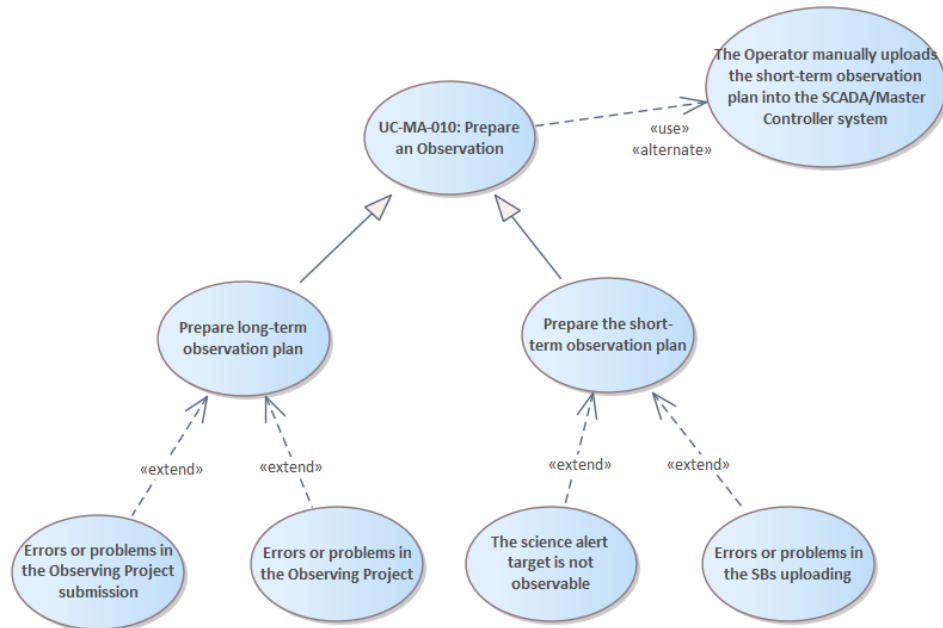 The Operator manually uploads
the short-term observation
plan into the SCADA/Master
Controller system
UC-MA-010: Prepare
an Observation
«use»
«alternate»
Prepare long-term
observation plan
Prepare the short-
term observation plan
«extend»
«extend»
«extend»
«extend»
Errors or problems in
the Observing Project
submission
Errors or problems in
the Observing Project
The science alert
target is not
observable
Errors or problems in
the SBs uploading